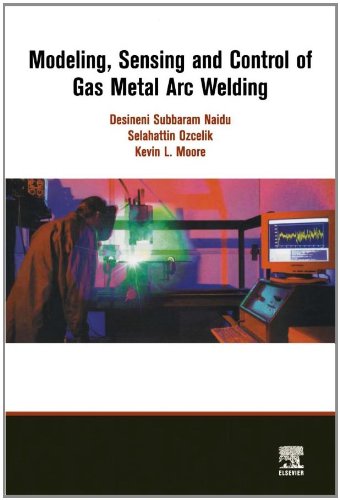 Modeling, Sensing and Control of
Gas Metal Arc Welding
Desineni Subbaram Naidu
Selahattin Ozcelik
Kevin L. Moore
ELSEVIER